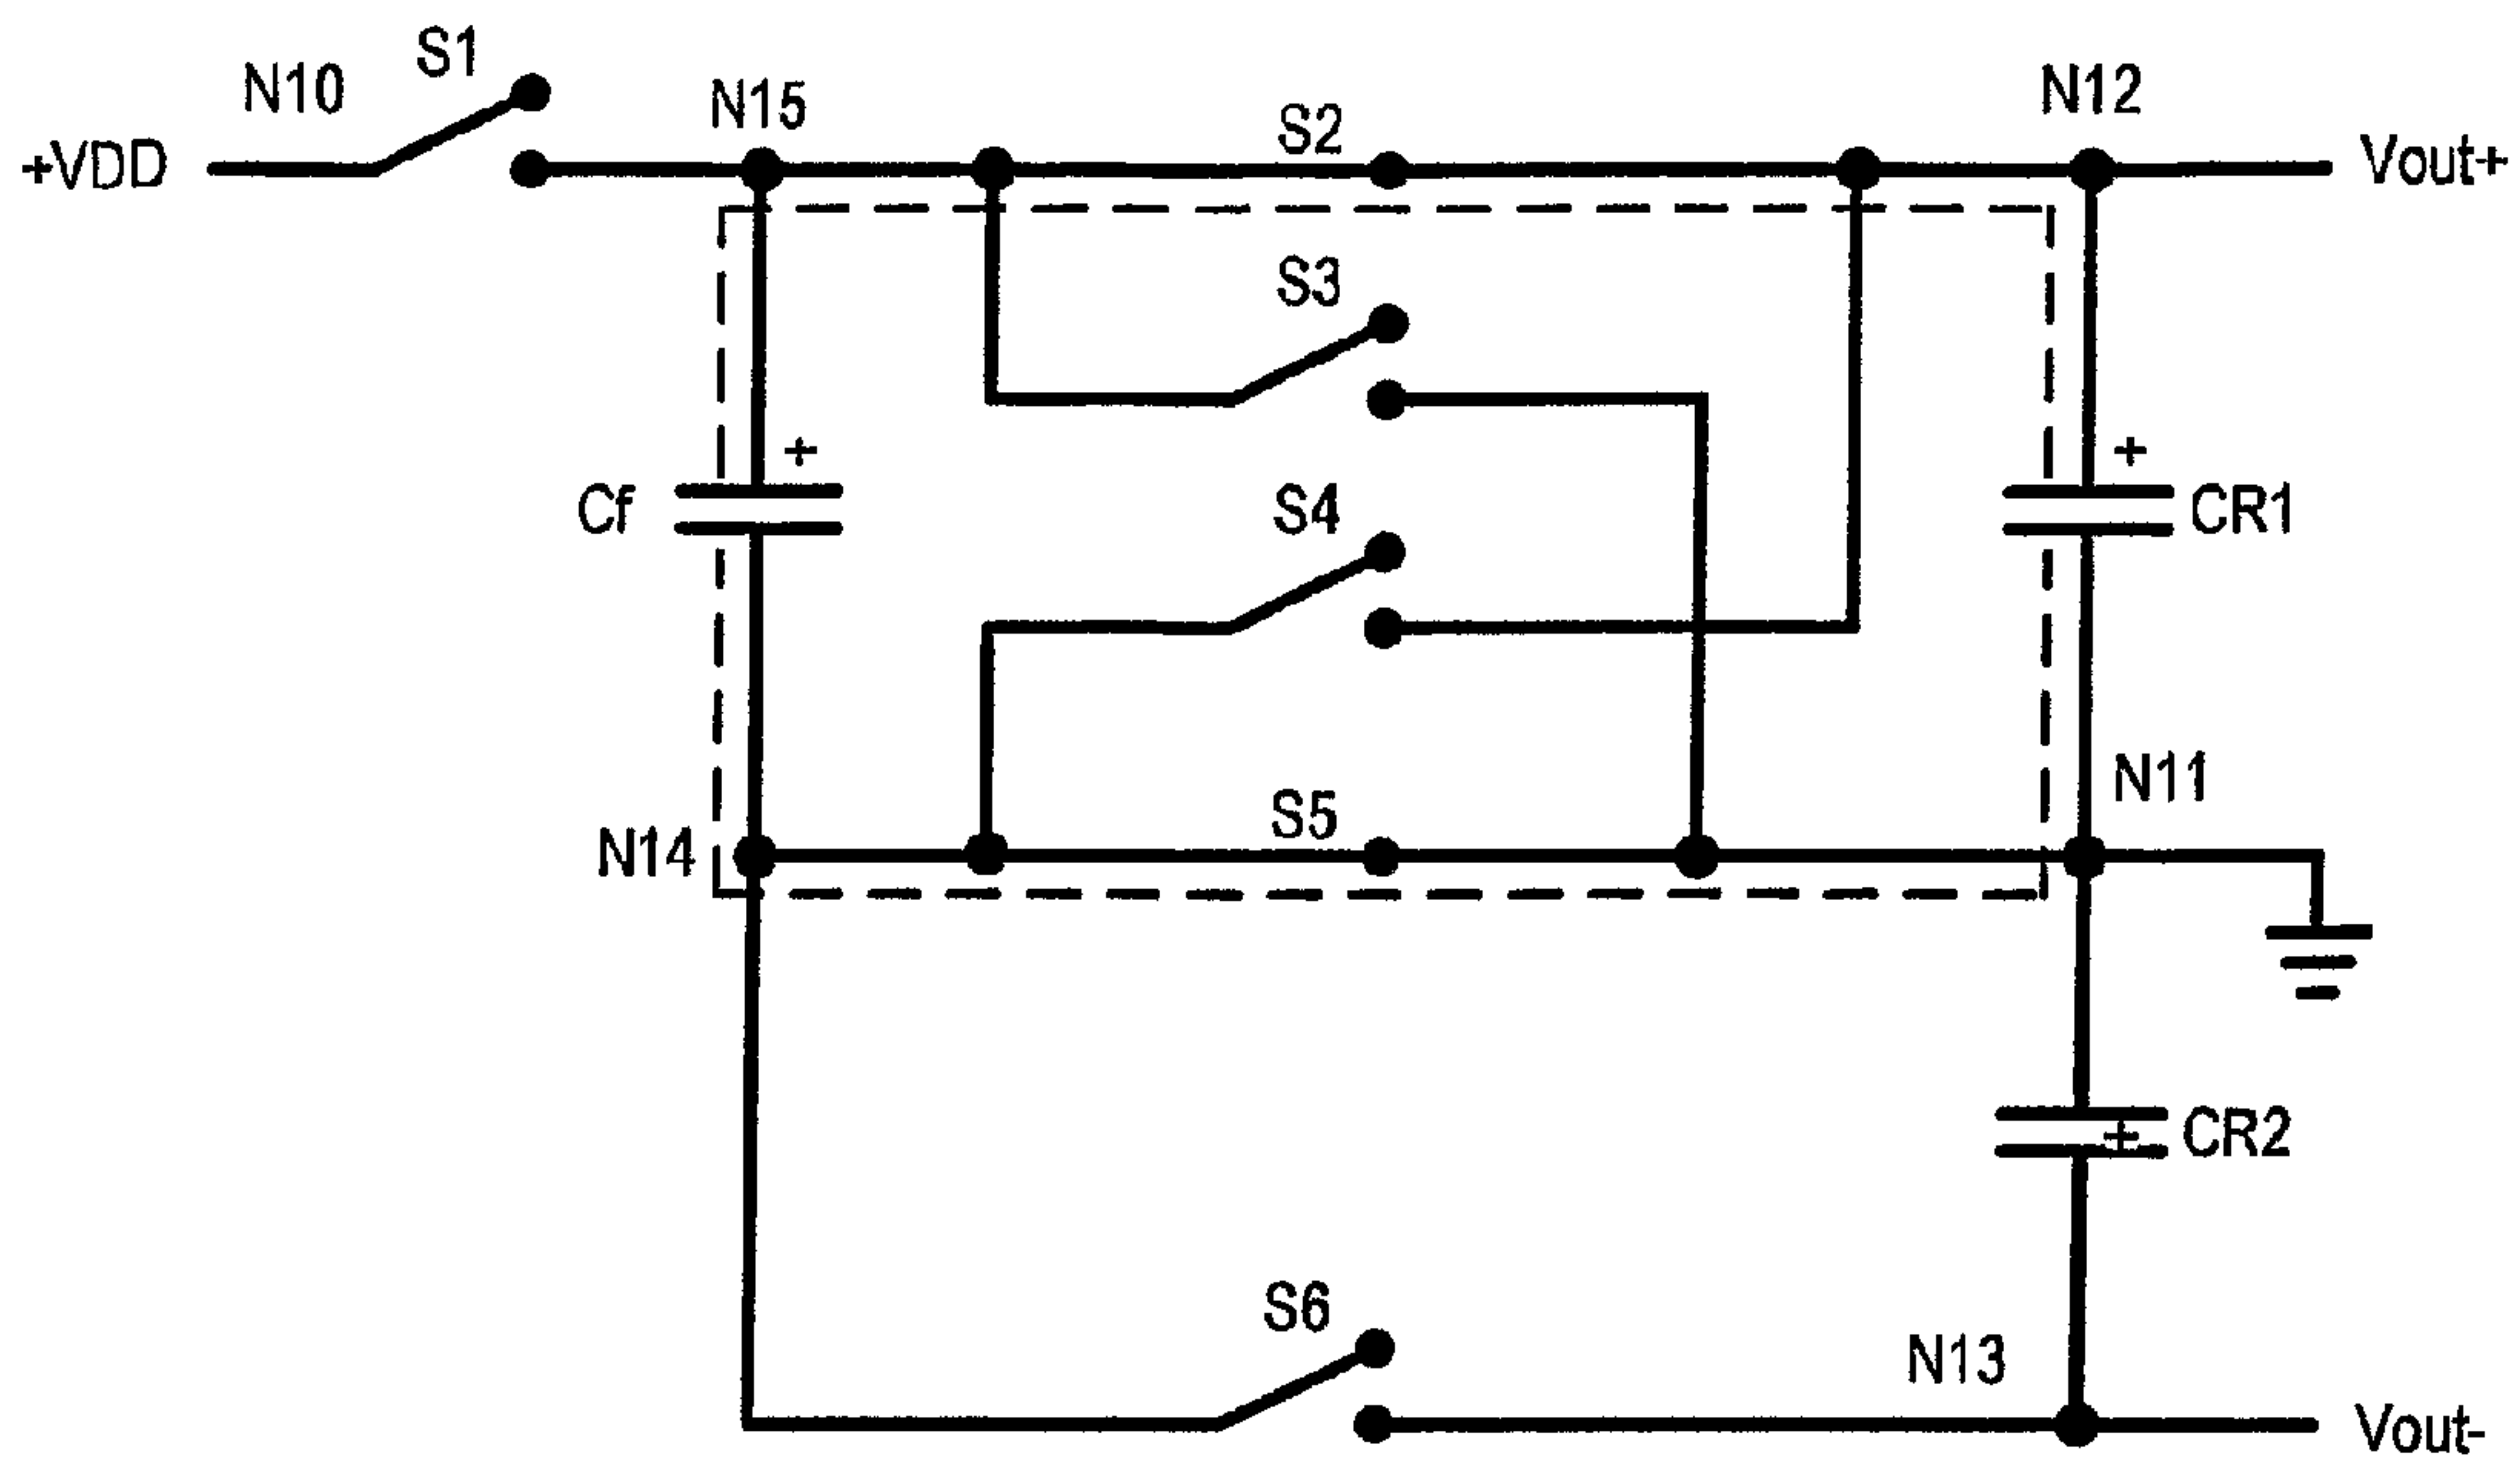 S1
N10
N15
S2
N12
+VDD
Vout+
S3
+
+
Cf
S4
CR1
N11
S5
N14
CR2
+
S6
N13
Vout-